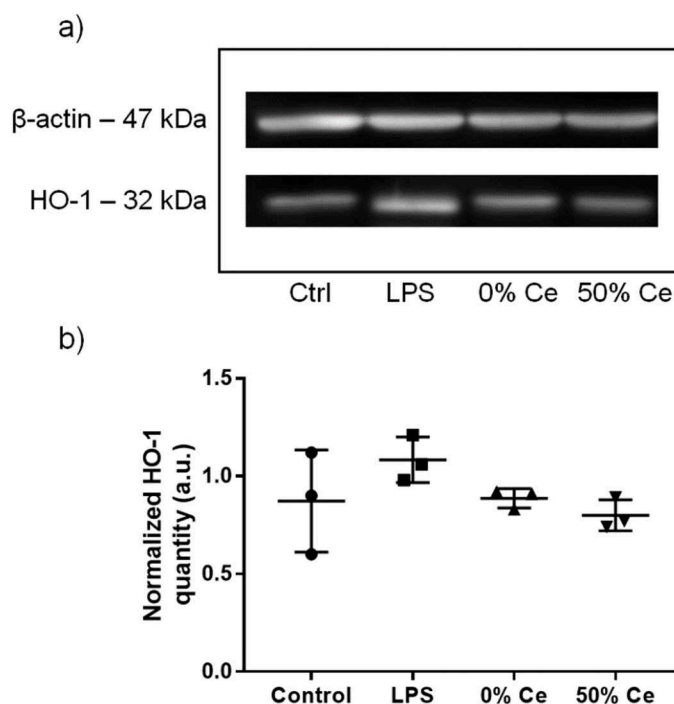 a)
β-actin – 47 kDa
HO-1 – 32 kDa
Ctrl LPS 0% Ce 50% Ce
b)
Normalized HO-1
quantity (a.u.)
1.5
1.0
0.5
0.0
Control LPS 0% Ce 50% Ce